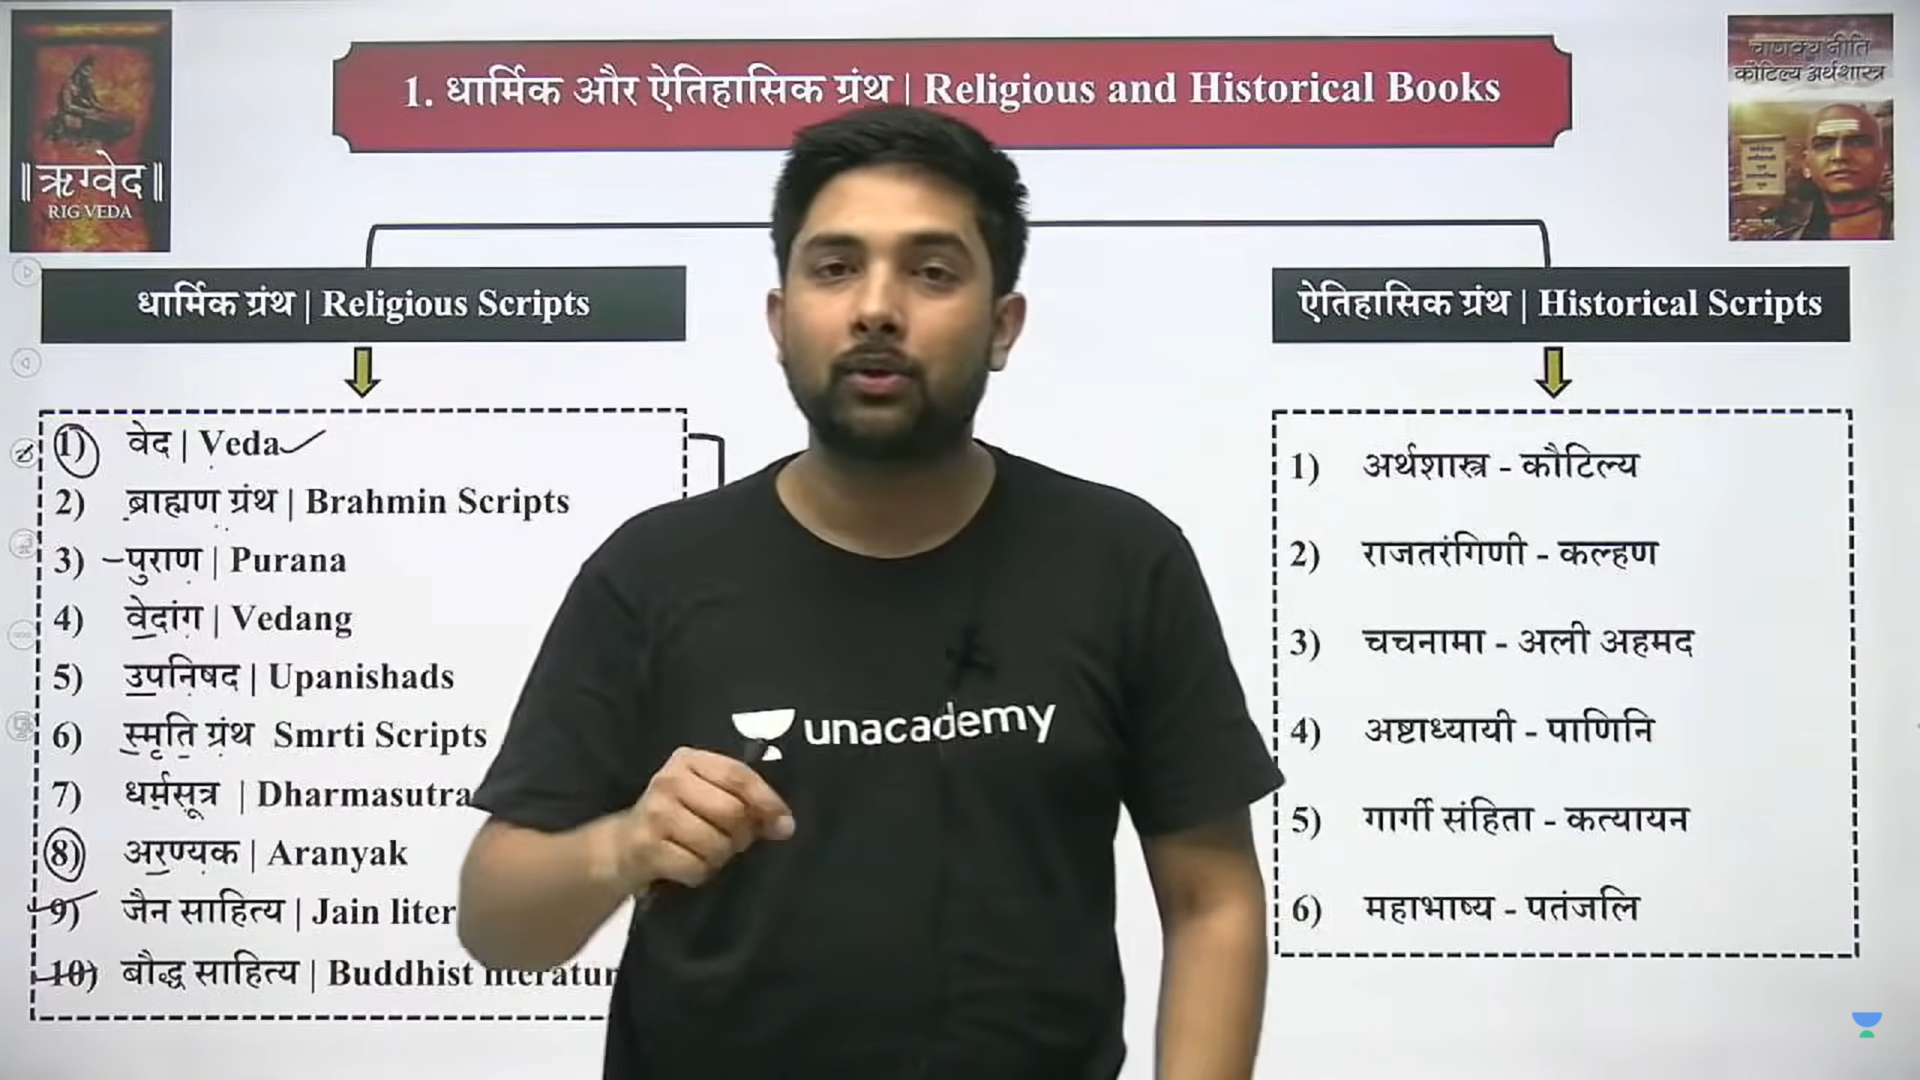 1. धार्मिक और ऐतिहासिक ग्रंथ | Religious and Historical Books
॥ऋग्वेद॥
RIG VEDA
चाणक्य नीति
कौटिल्य अर्थशास्त्र
धार्मिक ग्रंथ | Religious Scripts
1) वेद | Veda
2) ब्राह्मण ग्रंथ | Brahmin Scripts
3) पुराण | Purana
4) वेदांग | Vedang
5) उपनिषद | Upanishads
6) स्मृति ग्रंथ Smrti Scripts
7) धर्मसूत्र | Dharmasutra
8) अरण्यक | Aranyak
9) जैन साहित्य | Jain liter
10) बौद्ध साहित्य | Buddhist literatur
ऐतिहासिक ग्रंथ | Historical Scripts
1) अर्थशास्त्र - कौटिल्य
2) राजतरंगिणी - कल्हण
3) चचनामा - अली अहमद
4) अष्टाध्यायी - पाणिनि
5) गार्गी संहिता - कत्यायन
6) महाभाष्य - पतंजलि
unacademy